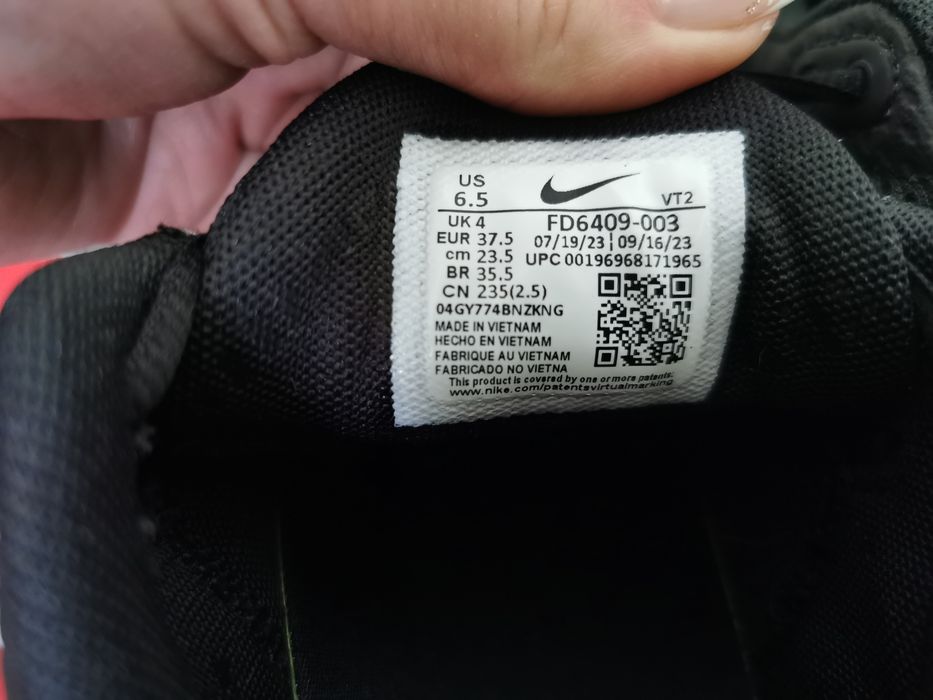 US
6.5
VT2
UK 4
FD6409-003
EUR 37.5
07/19/23 | 09/16/23
cm 23.5
UPC 00196968171965
BR 35.5
CN 235(2.5)
04GY774BNZKNG
MADE IN VIETNAM
HECHO EN VIETNAM
FABRIQUE AU VIETNAM
FABRICADO NO VIETNA
This product is covered by one or more patents.
www.nike.com/patentsvirtualmarking